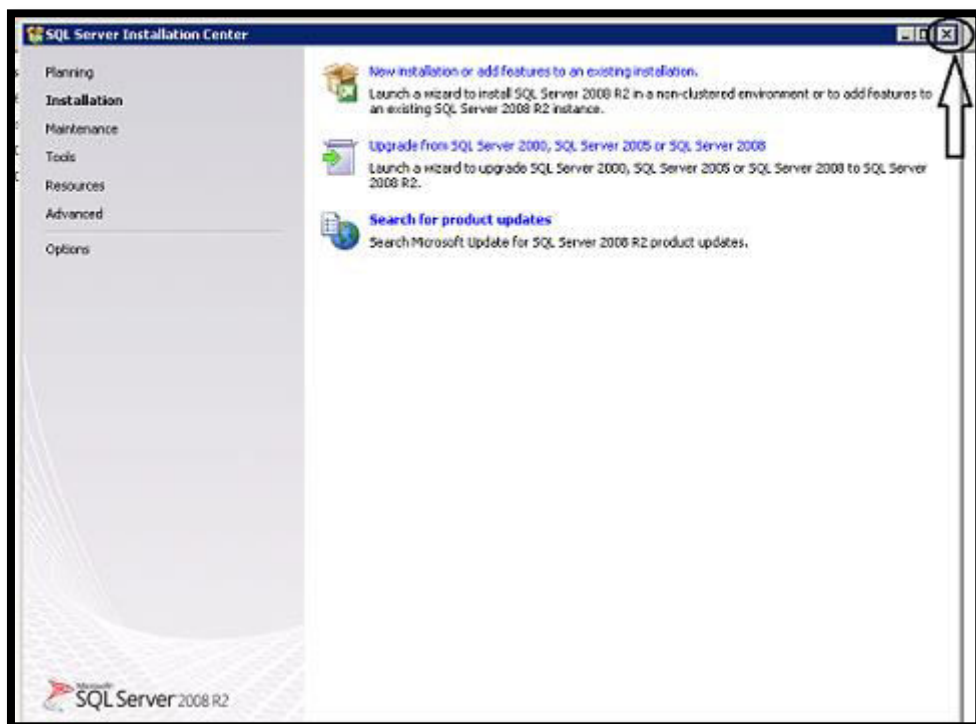 SQL Server Installation Center
Planning
Installation
Maintenance
Tools
Resources
Advanced
Options
New installation or add features to an existing installation.
Launch a wizard to install SQL Server 2008 R2 in a non-clustered environment or to add features to
an existing SQL Server 2008 R2 instance.
Upgrade from SQL Server 2000, SQL Server 2005 or SQL Server 2008
Launch a wizard to upgrade SQL Server 2000, SQL Server 2005 or SQL Server 2008 to SQL Server
2008 R2.
Search for product updates
Search Microsoft Update for SQL Server 2008 R2 product updates.
Microsoft
SQL Server 2008 R2